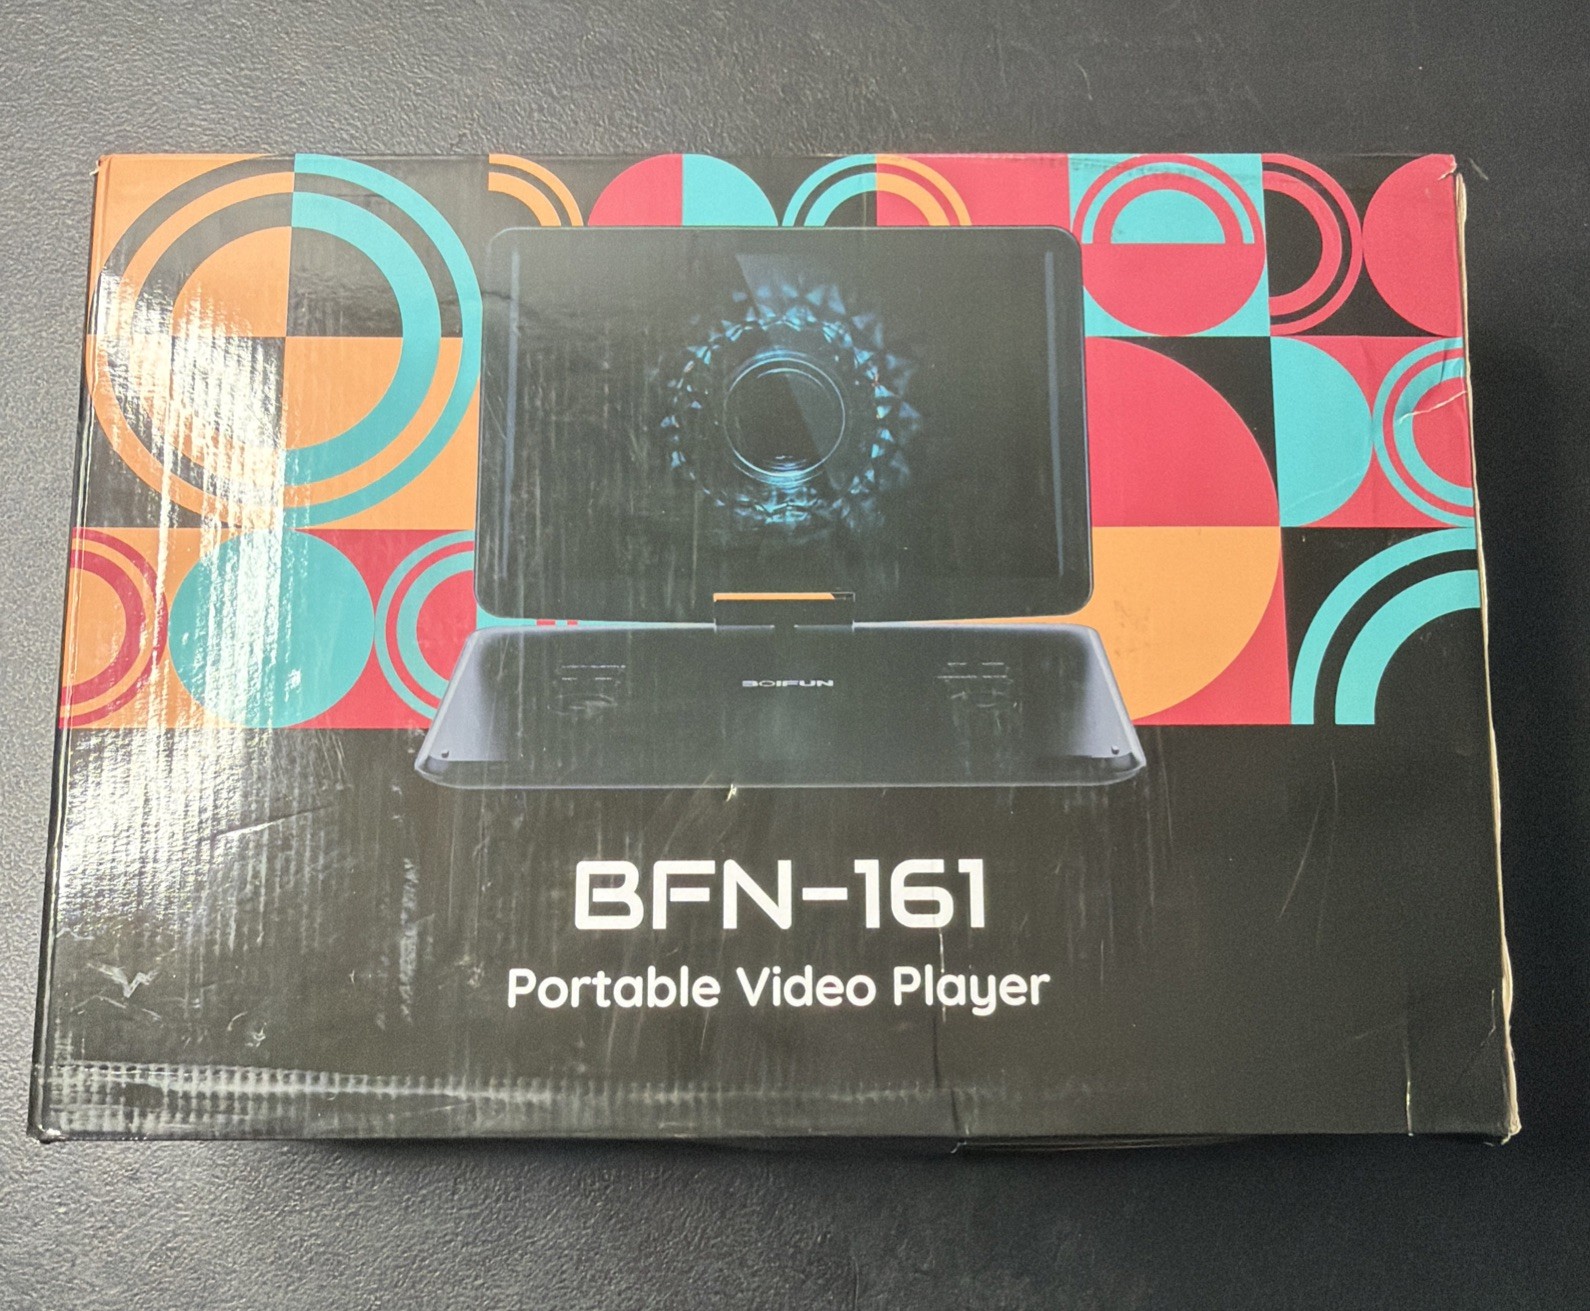 BOIFUN
BFN-161
Portable Video Player